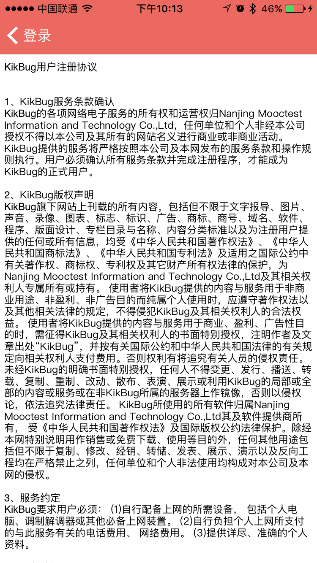 中国联通 下午10:13 46%
登录
KikBug用户注册协议
1、KikBug服务条款确认
KikBug的各项网络电子服务的所有权和运营权归Nanjing Mooctest
Information and Technology Co.,Ltd，任何单位和个人非经本公司
授权不得以本公司及其所有的网站名义进行商业或非商业活动。
KikBug提供的服务将严格按照本公司及本网发布的服务条款和操作规
则执行。用户必须确认所有服务条款并完成注册程序，才能成为
KikBug的正式用户。
2、KikBug版权声明
KikBug旗下网站上刊载的所有内容，包括但不限于文字报导、图片、
声音、录像、图表、标志、标识、广告、商标、商号、域名、软件、
程序、版面设计、专栏目录与名称、内容分类标准以及为注册用户提
供的任何或所有信息，均受《中华人民共和国著作权法》、《中华人
民共和国商标法》、《中华人民共和国专利法》及适用之国际公约中
有关著作权、商标权、专利权及其它财产所有权法律的保护，为
Nanjing Mooctest Information and Technology Co.,Ltd及其相关权
利人专属所有或持有。 使用者将KikBug提供的内容与服务用于非商
业用途、非盈利、非广告目的而纯属个人使用时，应遵守著作权法以
及其他相关法律的规定，不得侵犯KikBug及其相关权利人的合法权
益。 使用者将KikBug提供的内容与服务用于商业、盈利、广告性目
的时，需征得KikBug及其相关权利人的书面特别授权，注明作者及文
章出处“KikBug”，并按有关国际公约和中华人民共和国法律的有关规
定向相关权利人支付费用。否则权利有将追究有关人员的侵权责任。
未经KikBug的明确书面特别授权，任何人不得变更、发行、播送、转
载、复制、重制、改动、散布、表演、展示或利用KikBug的局部或全
部的内容或服务或在非KikBug所属的服务器上作镜像，否则以侵权
论，依法追究法律责任。 KikBug所使用的所有软件归属Nanjing
Mooctest Information and Technology Co.,Ltd其及软件提供商所
有， 受《中华人民共和国著作权法》及国际版权公约法律保护。除经
本网特别说明用作销售或免费下载、使用等目的外，任何其他用途包
括但不限于复制、修改、经销、转储、发表、展示、演示以及反向工
程均在严格禁止之列，任何单位和个人非法使用均构成对本公司及本
网的侵权。
3、服务约定
KikBug要求用户必须： (1)自行配备上网的所需设备， 包括个人电
脑、调制解调器或其他必备上网装置。 (2)自行负担个人上网所支付
的与此服务有关的电话费用、 网络费用。 (3)提供详尽、准确的个人
资料。